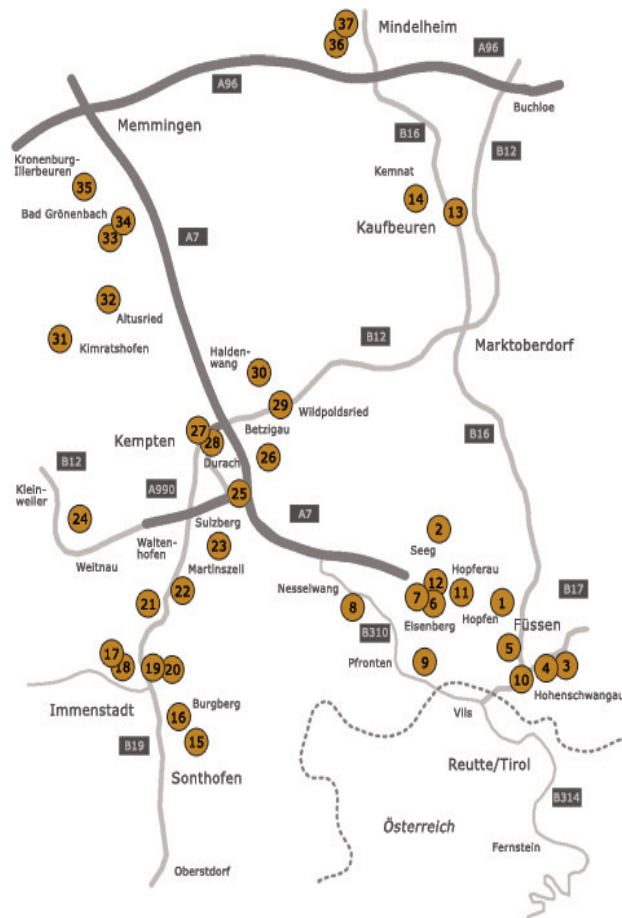 37
Mindelheim
36
A96
A96
Buchloe
Memmingen
B16
B12
Kronenburg-
Illerbeuren
Kemnat
35
14
13
Bad Grönenbach
34
33
Kaufbeuren
A7
32
Altusried
31
Kimratshofen
B12
Marktoberdorf
Halden-
wang
30
29
Wildpoldsried
Betzigau
27
28
Kempten
Durach
26
B16
B12
Klein-
weiler
A990
25
24
Sulzberg
A7
2
Seeg
Walten-
hofen
Weitnau
23
Martinszell
Nesselwang
12
Hopferau
11
7
6
Eisenberg
1
Hopfen
B17
22
21
8
B310
Füssen
5
17
18
19
20
Pfronten
9
10
4
3
Hohenschwangau
Immenstadt
Burgberg
16
15
Vils
B19
Sonthofen
Reutte/Tirol
B314
Österreich
Fernstein
Oberstdorf